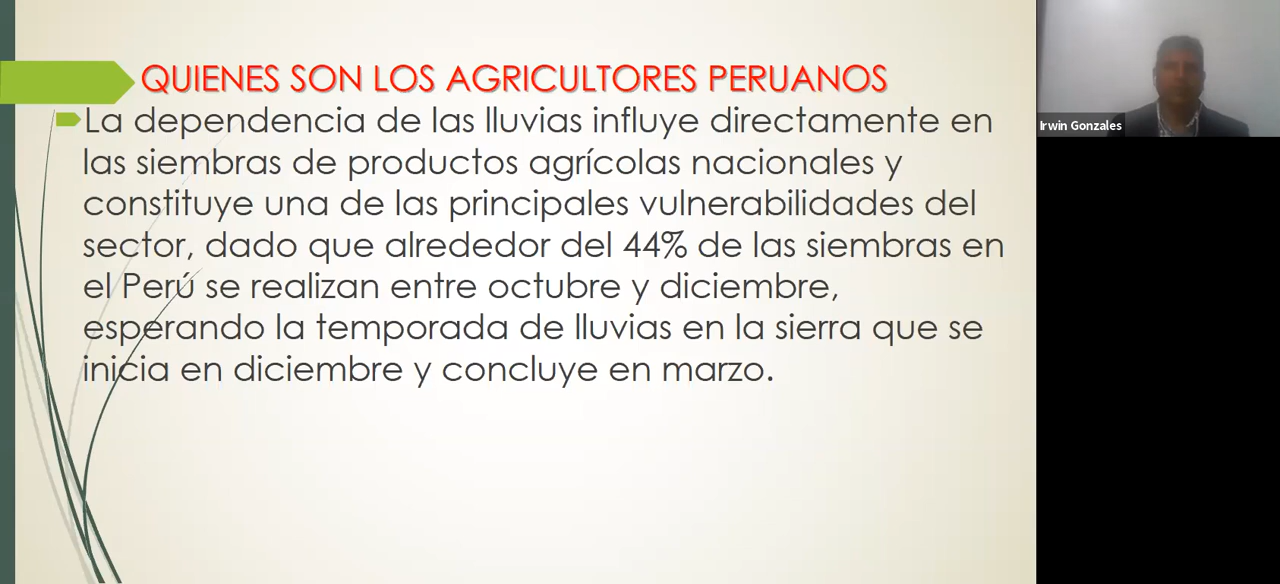 QUIENES SON LOS AGRICULTORES PERUANOS
La dependencia de las lluvias influye directamente en
las siembras de productos agrícolas nacionales y
constituye una de las principales vulnerabilidades del
sector, dado que alrededor del 44% de las siembras en
el Perú se realizan entre octubre y diciembre,
esperando la temporada de lluvias en la sierra que se
inicia en diciembre y concluye en marzo.
Irwin Gonzales